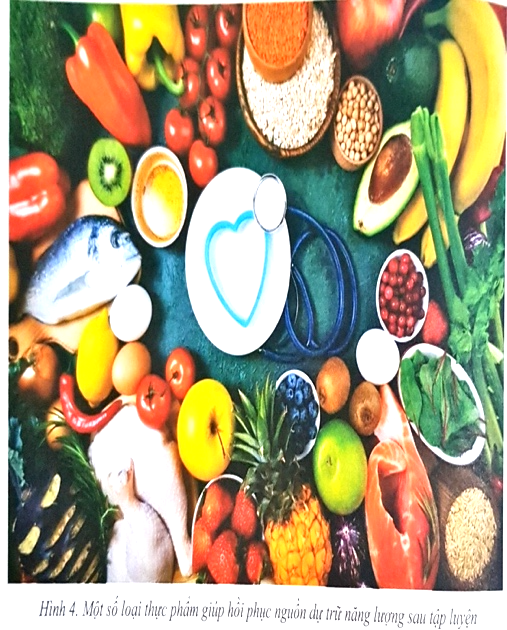 Hình 4. Một số loại thực phẩm giúp hồi phục nguồn dự trữ năng lượng sau tập luyện